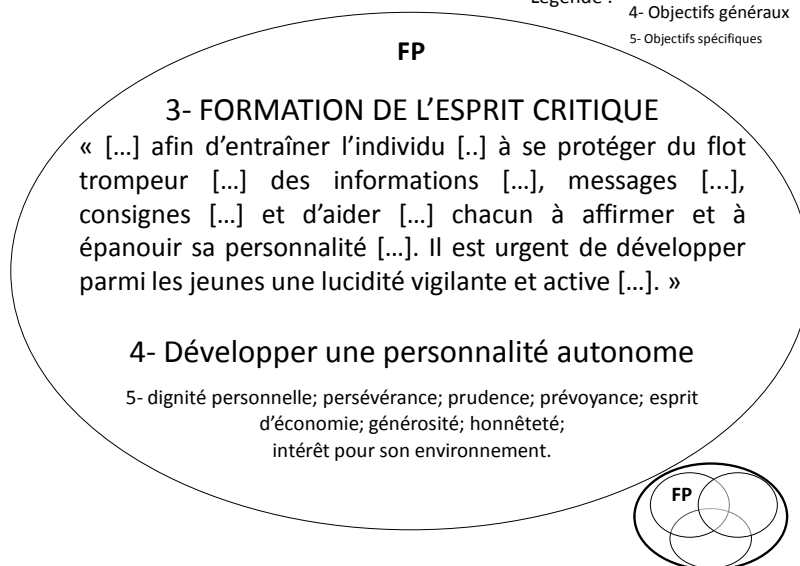 Légende :
4- Objectifs généraux
5- Objectifs spécifiques
FP
3- FORMATION DE L’ESPRIT CRITIQUE
« […] afin d’entraîner l’individu [..] à se protéger du flot
trompeur […] des informations […], messages [...],
consignes […] et d’aider […] chacun à affirmer et à
épanouir sa personnalité […]. Il est urgent de développer
parmi les jeunes une lucidité vigilante et active […]. »
4- Développer une personnalité autonome
5- dignité personnelle; persévérance; prudence; prévoyance; esprit
d’économie; générosité; honnêteté;
intérêt pour son environnement.
FP